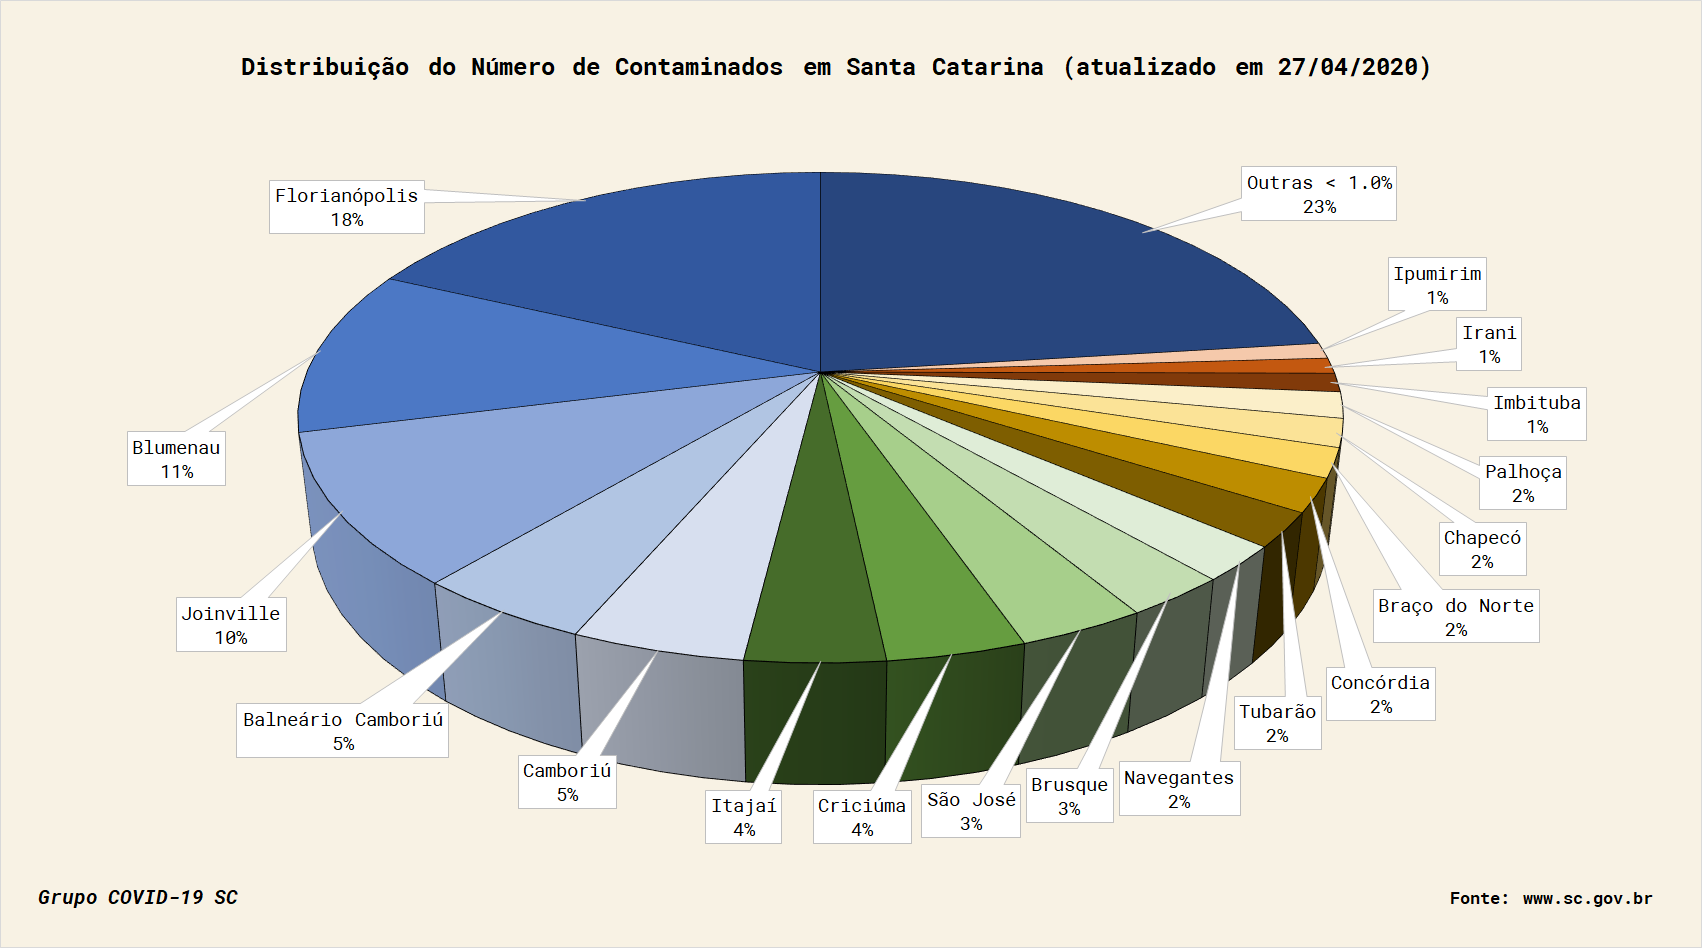 Distribuição do Número de Contaminados em Santa Catarina (atualizado em 27/04/2020)
Florianópolis
18%
Outras < 1.0%
23%
Ipumirim
1%
Irani
1%
Imbituba
1%
Palhoça
2%
Chapecó
2%
Braço do Norte
2%
Concórdia
2%
Tubarão
2%
Navegantes
2%
Brusque
3%
São José
3%
Criciúma
4%
Itajaí
4%
Camboriú
5%
Balneário Camboriú
5%
Joinville
10%
Blumenau
11%
Grupo COVID-19 SC
Fonte: www.sc.gov.br